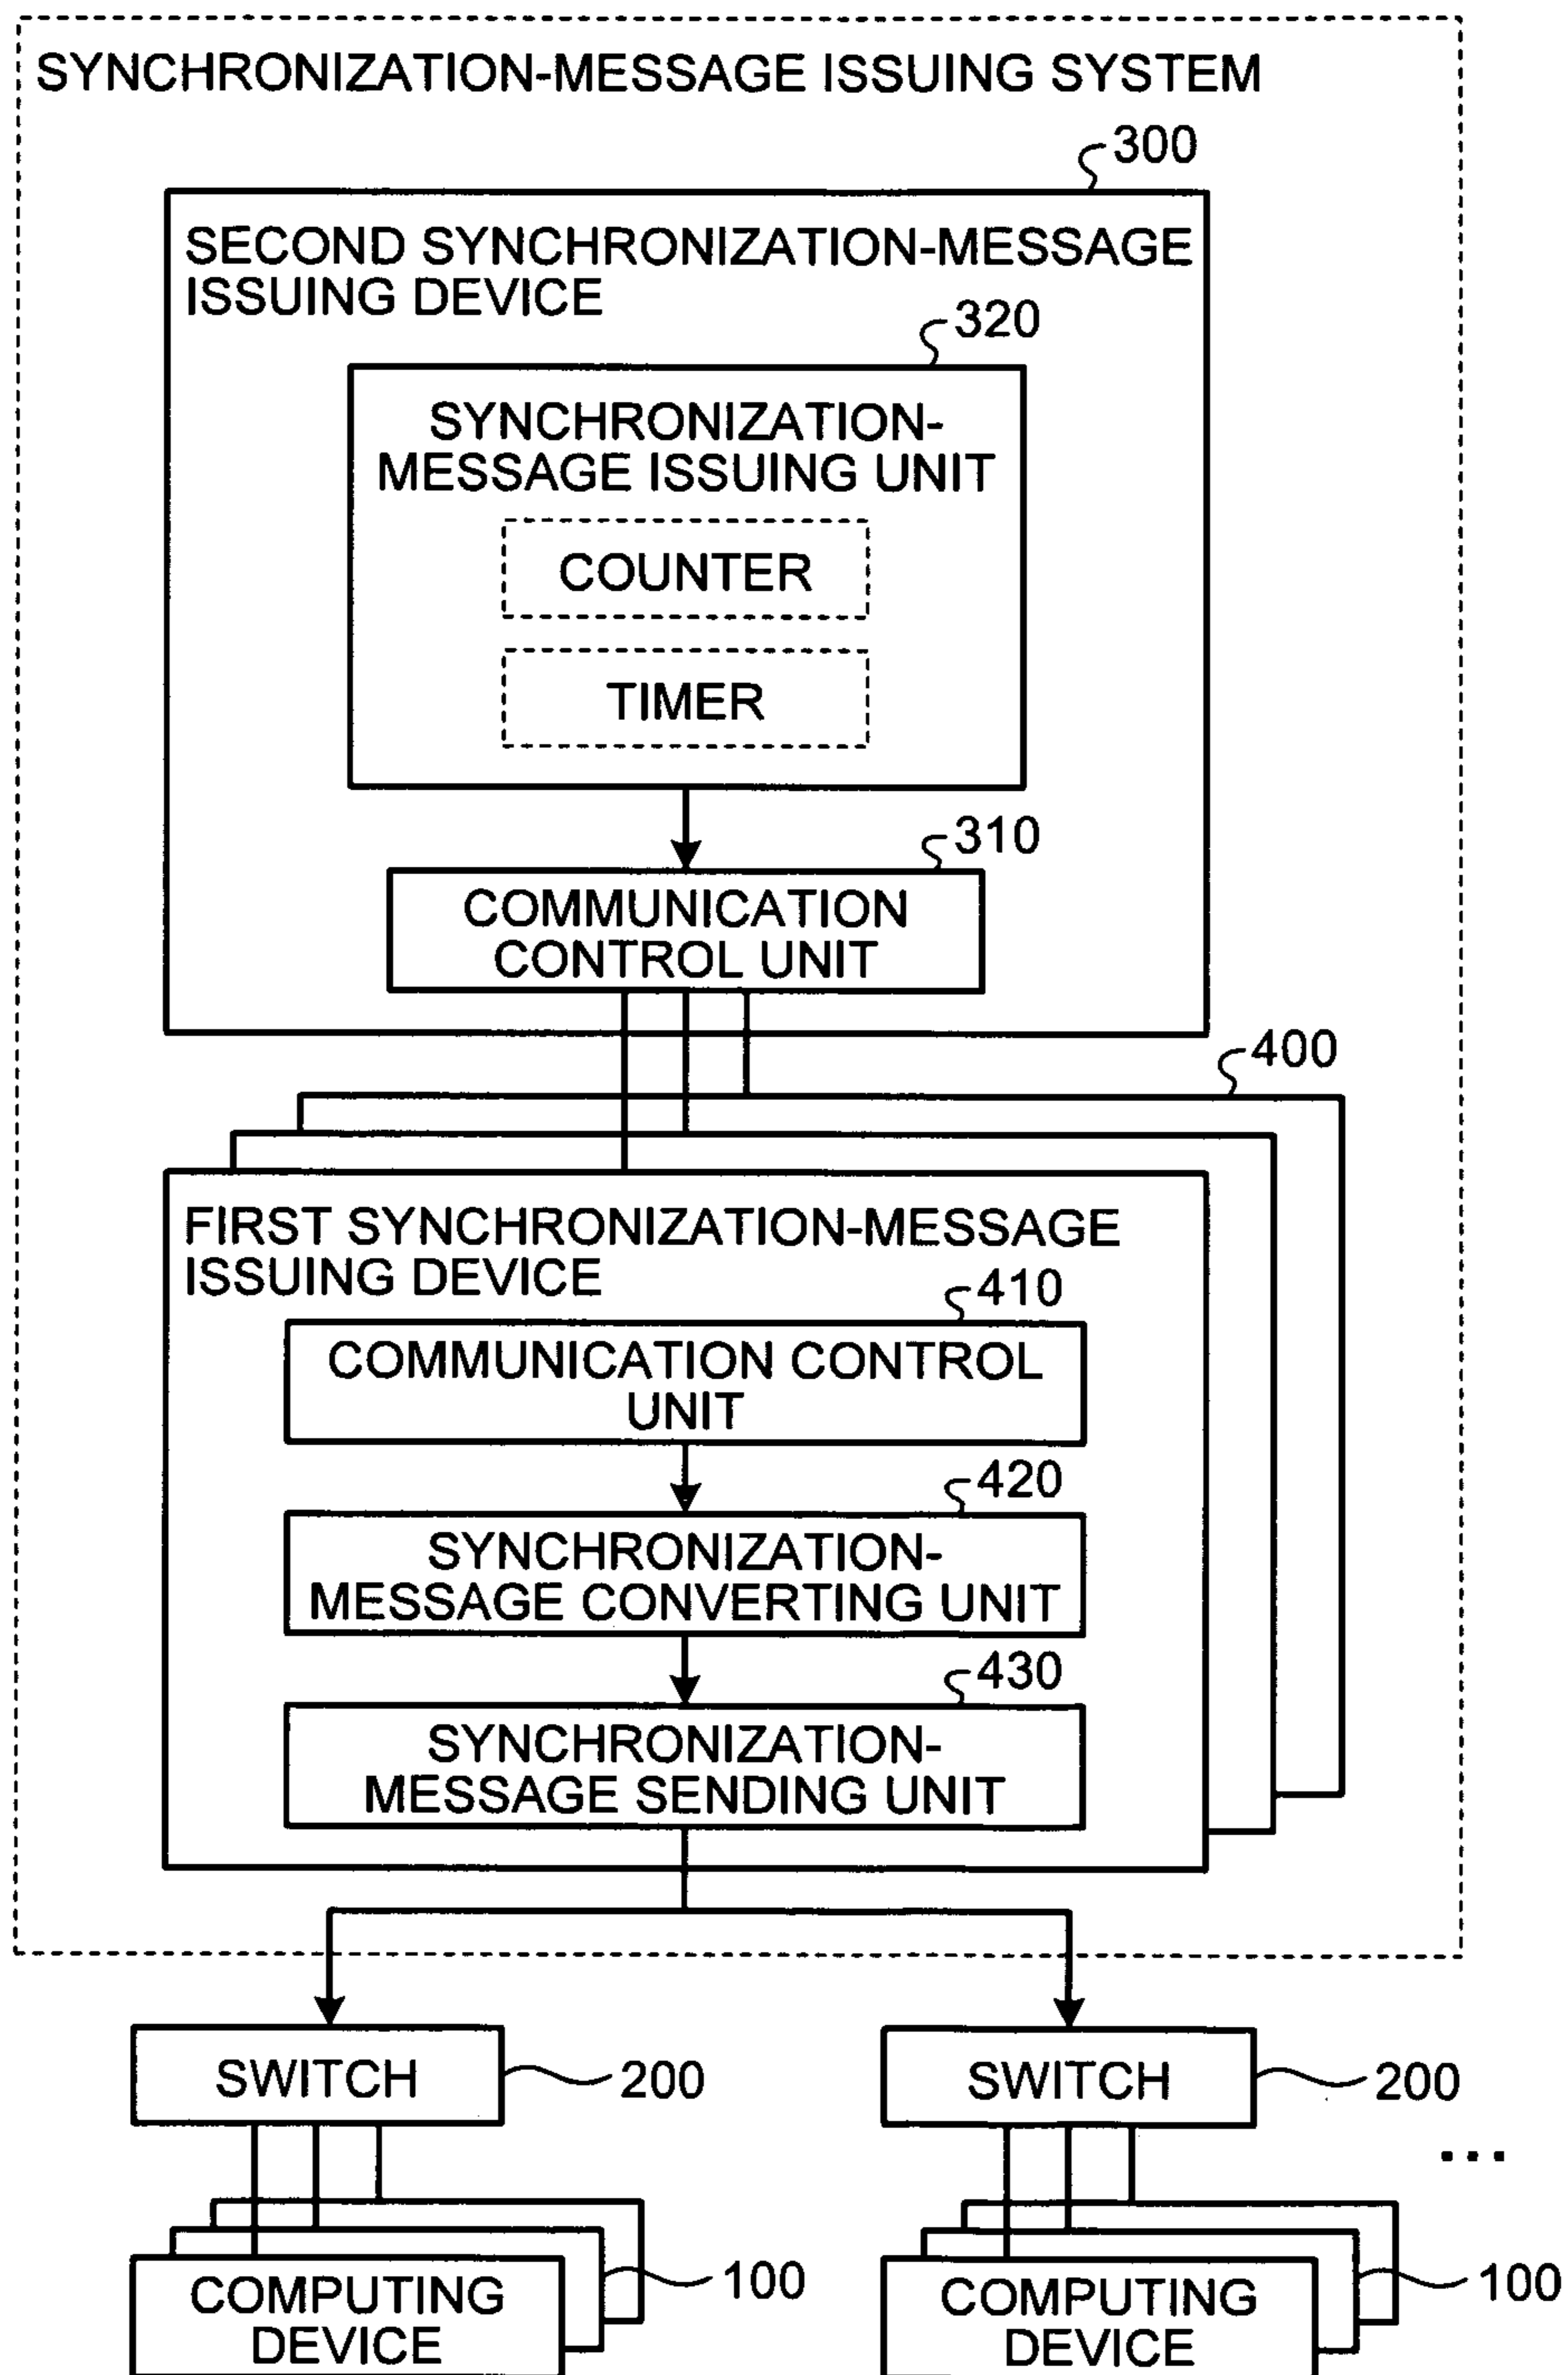 SYNCHRONIZATION-MESSAGE ISSUING SYSTEM
300
SECOND SYNCHRONIZATION-MESSAGE
ISSUING DEVICE
320
SYNCHRONIZATION-
MESSAGE ISSUING UNIT
COUNTER
TIMER
310
COMMUNICATION
CONTROL UNIT
400
FIRST SYNCHRONIZATION-MESSAGE
ISSUING DEVICE
410
COMMUNICATION CONTROL
UNIT
420
SYNCHRONIZATION-
MESSAGE CONVERTING UNIT
430
SYNCHRONIZATION-
MESSAGE SENDING UNIT
SWITCH
200
SWITCH
200
...
COMPUTING
DEVICE
100
COMPUTING
DEVICE
100